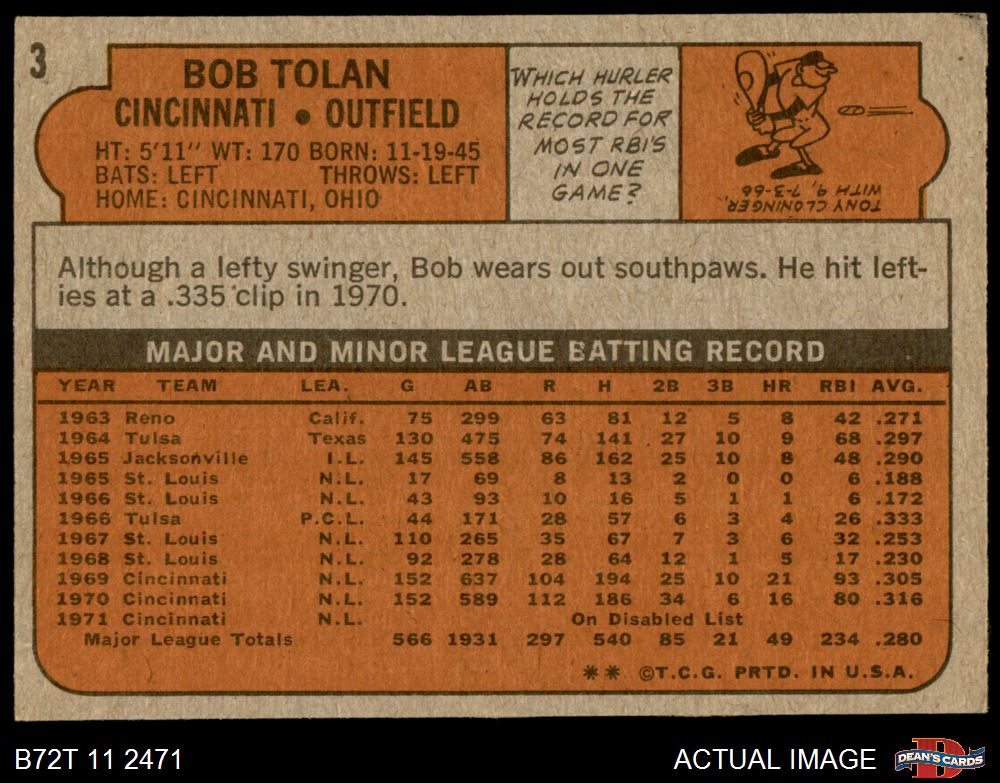 3
BOB TOLAN
CINCINNATI • OUTFIELD
HT: 5'11" WT: 170 BORN: 11-19-45
BATS: LEFT THROWS: LEFT
HOME: CINCINNATI, OHIO
WHICH HURLER
HOLDS THE
RECORD FOR
MOST RBI'S
IN ONE
GAME?
TONY CLONINGER,
WITH 9, 7-3-66
Although a lefty swinger, Bob wears out southpaws. He hit left-
ies at a .335 clip in 1970.
MAJOR AND MINOR LEAGUE BATTING RECORD
YEAR TEAM LEA. G AB R H 2B 3B HR RBI AVG.
1963 Reno Calif. 75 299 63 81 12 5 8 42 .271
1964 Tulsa Texas 130 475 74 141 27 10 9 68 .297
1965 Jacksonville I.L. 145 558 86 162 25 10 8 48 .290
1965 St. Louis N.L. 17 69 8 13 2 0 0 6 .188
1966 St. Louis N.L. 43 93 10 16 5 1 1 6 .172
1966 Tulsa P.C.L. 44 171 28 57 6 3 4 26 .333
1967 St. Louis N.L. 110 265 35 67 7 3 6 32 .253
1968 St. Louis N.L. 92 278 28 64 12 1 5 17 .230
1969 Cincinnati N.L. 152 637 104 194 25 10 21 93 .305
1970 Cincinnati N.L. 152 589 112 186 34 6 16 80 .316
1971 Cincinnati N.L. On Disabled List
Major League Totals 566 1931 297 540 85 21 49 234 .280
** ©T.C.G. PRTD. IN U.S.A.
B72T 11 2471
ACTUAL IMAGE
D
DEAN'S CARDS